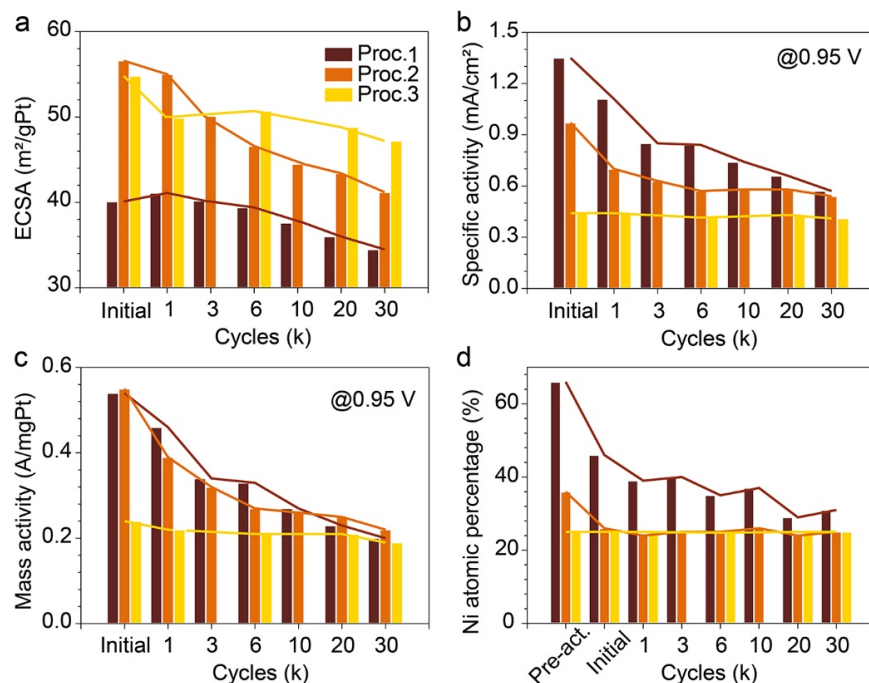 a
60
50
40
30
ECSA (m²/gPt)
Proc.1
Proc.2
Proc.3
Initial 1 3 6 10 20 30
Cycles (k)
b
@0.95 V
1.5
1.2
0.9
0.6
0.3
0.0
Specific activity (mA/cm²)
Initial 1 3 6 10 20 30
Cycles (k)
c
@0.95 V
0.6
0.4
0.2
0.0
Mass activity (A/mgPt)
Initial 1 3 6 10 20 30
Cycles (k)
d
60
40
20
0
Ni atomic percentage (%)
Pre-act. Initial 1 3 6 10 20 30
Cycles (k)